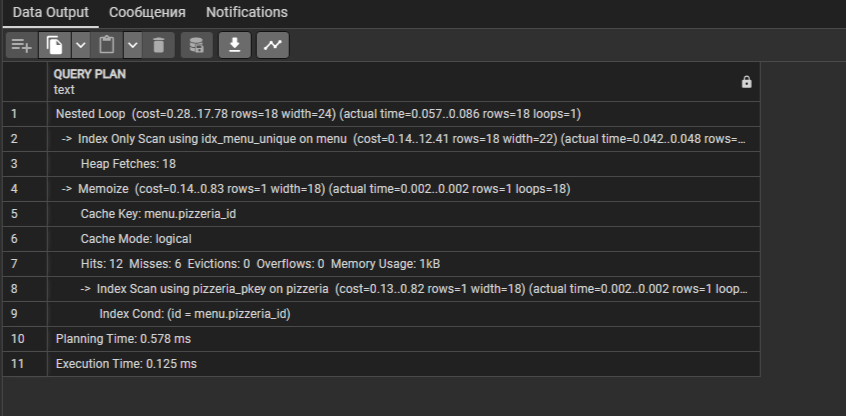 Data Output Сообщения Notifications
QUERY PLAN
text
1 Nested Loop (cost=0.28..17.78 rows=18 width=24) (actual time=0.057..0.086 rows=18 loops=1)
2 -> Index Only Scan using idx_menu_unique on menu (cost=0.14..12.41 rows=18 width=22) (actual time=0.042..0.048 rows=...
3 Heap Fetches: 18
4 -> Memoize (cost=0.14..0.83 rows=1 width=18) (actual time=0.002..0.002 rows=1 loops=18)
5 Cache Key: menu.pizzeria_id
6 Cache Mode: logical
7 Hits: 12 Misses: 6 Evictions: 0 Overflows: 0 Memory Usage: 1kB
8 -> Index Scan using pizzeria_pkey on pizzeria (cost=0.13..0.82 rows=1 width=18) (actual time=0.002..0.002 rows=1 loop...
9 Index Cond: (id = menu.pizzeria_id)
10 Planning Time: 0.578 ms
11 Execution Time: 0.125 ms